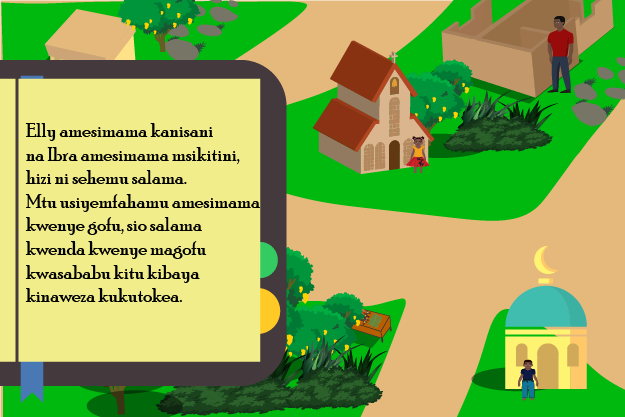 Elly amesimama kanisani
na Ibra amesimama msikitini,
hizi ni sehemu salama.
Mtu usiyemfahamu amesimama
kwenye gofu, sio salama
kwenda kwenye magofu
kwasababu kitu kibaya
kinaweza kukutokea.